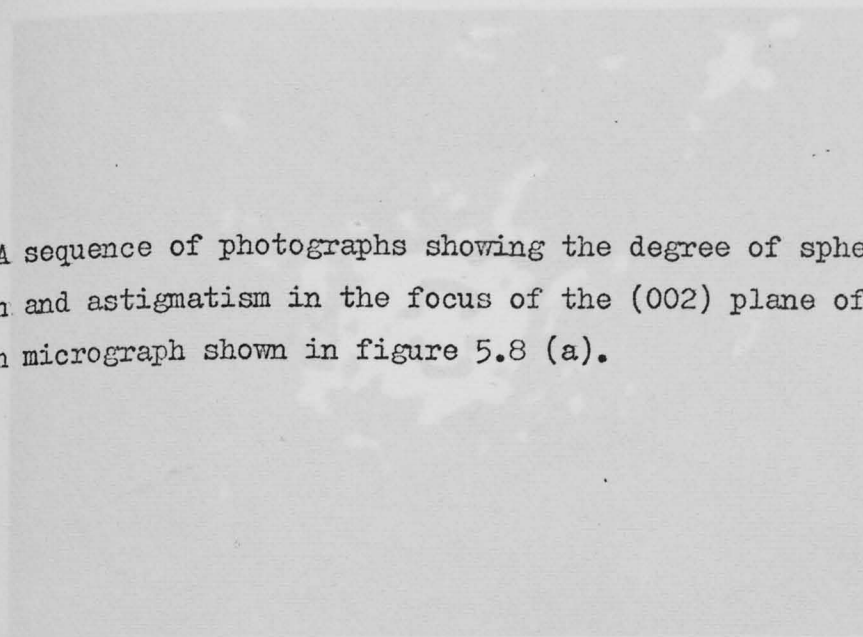 A sequence of photographs showing the degree of sphe
n and astigmatism in the focus of the (002) plane of
n micrograph shown in figure 5.8 (a).